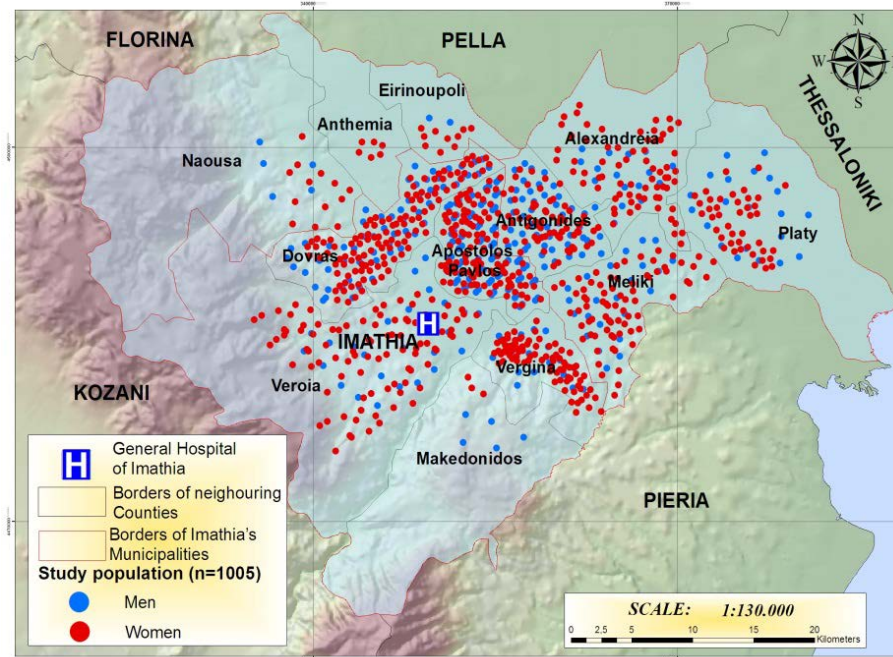 FLORINA
PELLA
THESSALONIKI
N
W E
S
Eirinoupoli
Anthemia
Alexandreia
Naousa
Antigonides
Platy
Dovras
Apostolos
Pavlos
Meliki
IMATHIA
H
Vergina
KOZANI
Veroia
Makedonidos
PIERIA
H General Hospital
of Imathia
Borders of neighouring
Counties
Borders of Imathia's
Municipalities
Study population (n=1005)
Men
Women
SCALE: 1:130.000
0 2,5 5 10 15 20
Kilometers